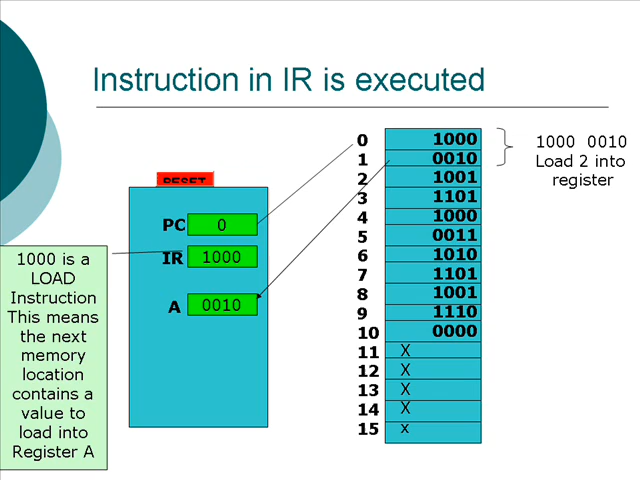 Instruction in IR is executed
RESET
PC 0
IR 1000
A 0010
1000 is a
LOAD
Instruction
This means
the next
memory
location
contains a
value to
load into
Register A
0 1000
1 0010
2 1001
3 1101
4 1000
5 0011
6 1010
7 1101
8 1001
9 1110
10 0000
11 X
12 X
13 X
14 X
15 x
1000 0010
Load 2 into
register